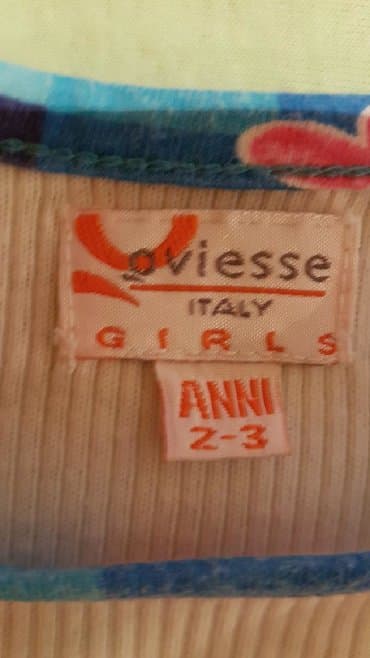 oviesse
ITALY
GIRLS
ANNI
2-3